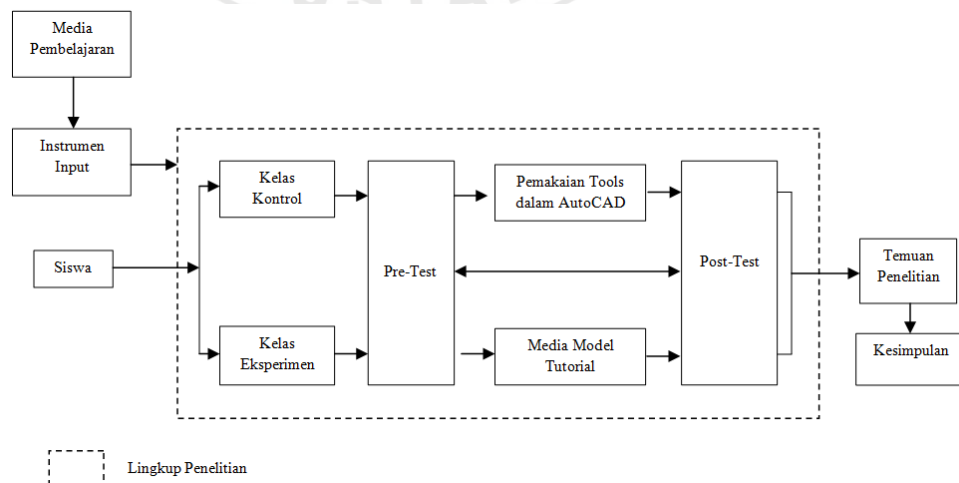 Media
Pembelajaran
Instrumen
Input
Siswa
Kelas
Kontrol
Kelas
Eksperimen
Pre-Test
Pemakaian Tools
dalam AutoCAD
Media Model
Tutorial
Post-Test
Temuan
Penelitian
Kesimpulan
Lingkup Penelitian